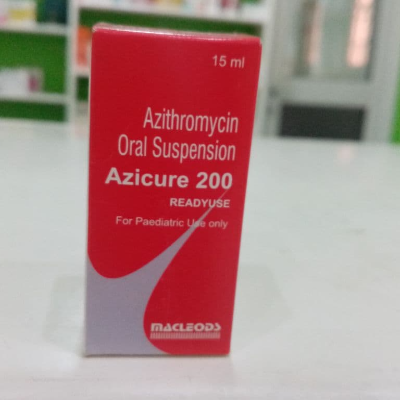 15 ml
Azithromycin
Oral Suspension
Azicure 200
READYUSE
For Paediatric Use only
MACLEODS